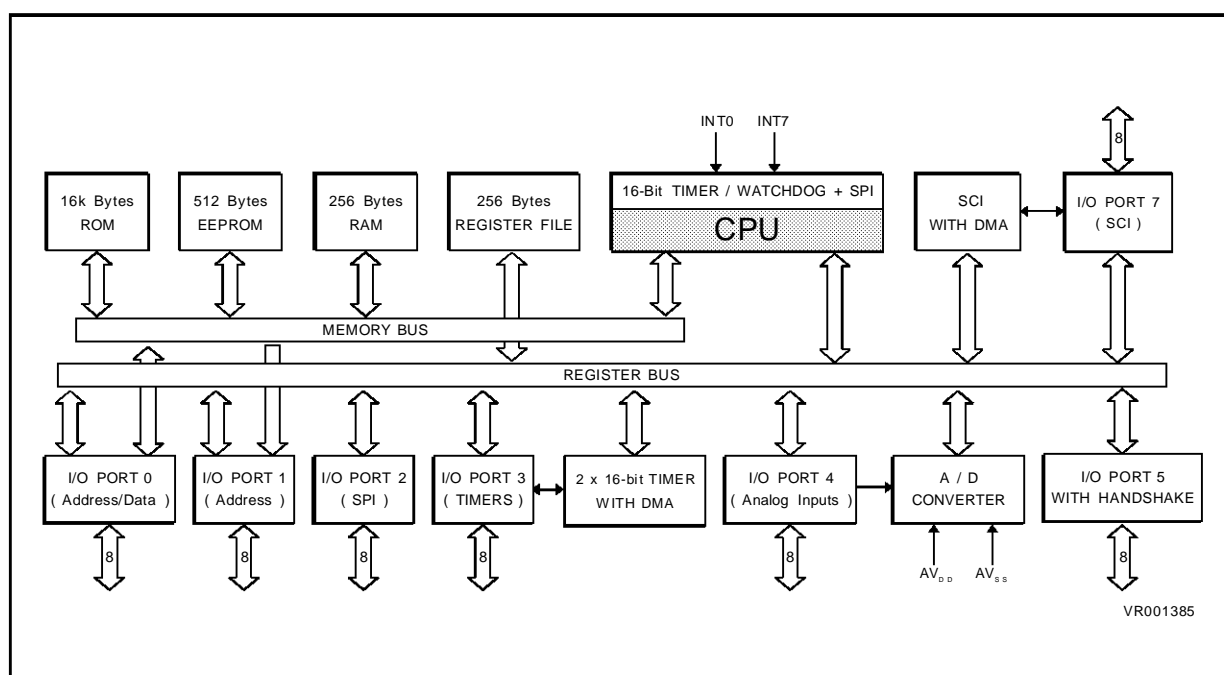 INT0 INT7
8
16k Bytes
ROM
512 Bytes
EEPROM
256 Bytes
RAM
256 Bytes
REGISTER FILE
16-Bit TIMER / WATCHDOG + SPI
CPU
SCI
WITH DMA
I/O PORT 7
( SCI )
MEMORY BUS
REGISTER BUS
I/O PORT 0
( Address/Data )
I/O PORT 1
( Address )
I/O PORT 2
( SPI )
I/O PORT 3
( TIMERS )
2 x 16-bit TIMER
WITH DMA
I/O PORT 4
( Analog Inputs )
A / D
CONVERTER
I/O PORT 5
WITH HANDSHAKE
8 8 8 8 8 8
AVDD AVSS
VR001385